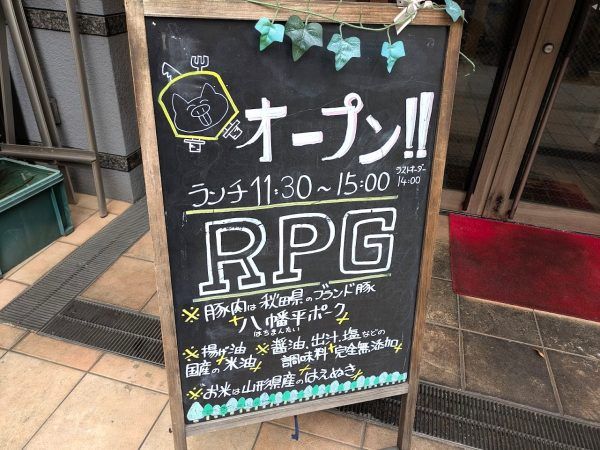 オープン!!
ランチ 11:30～15:00 ラストオーダー 14:00
RPG
※豚肉は秋田県のブランド豚
八幡平ポーク
はちまんたい
※揚げ油 ※醤油、出汁、塩などの
国産の米油 調味料完全無添加
※お米は山形県産のはえぬき